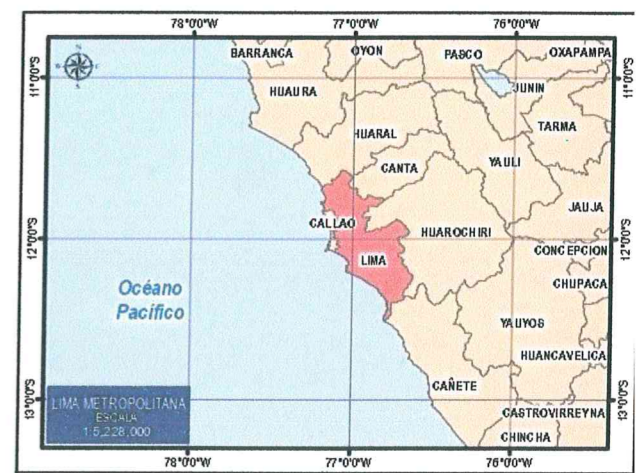 78°0'0"W 77°0'0"W 76°0'0"W
BARRANCA OYON PASCO OXAPAMPA
11°0'0"S 11°0'0"S
HUAURA JUNIN
TARMA
HUARAL
YAULI
CANTA
JAUJA
CALLAO HUAROCHIRI
12°0'0"S 12°0'0"S
CONCEPCION
LIMA
CHUPACA
Océano
Pacífico
YAUYOS
HUANCAVELICA
CAÑETE
LIMA METROPOLITANA
ESCALA
1:5,228,000
13°0'0"S 13°0'0"S
CASTROVIRREYNA
CHINCHA
78°0'0"W 77°0'0"W 76°0'0"W